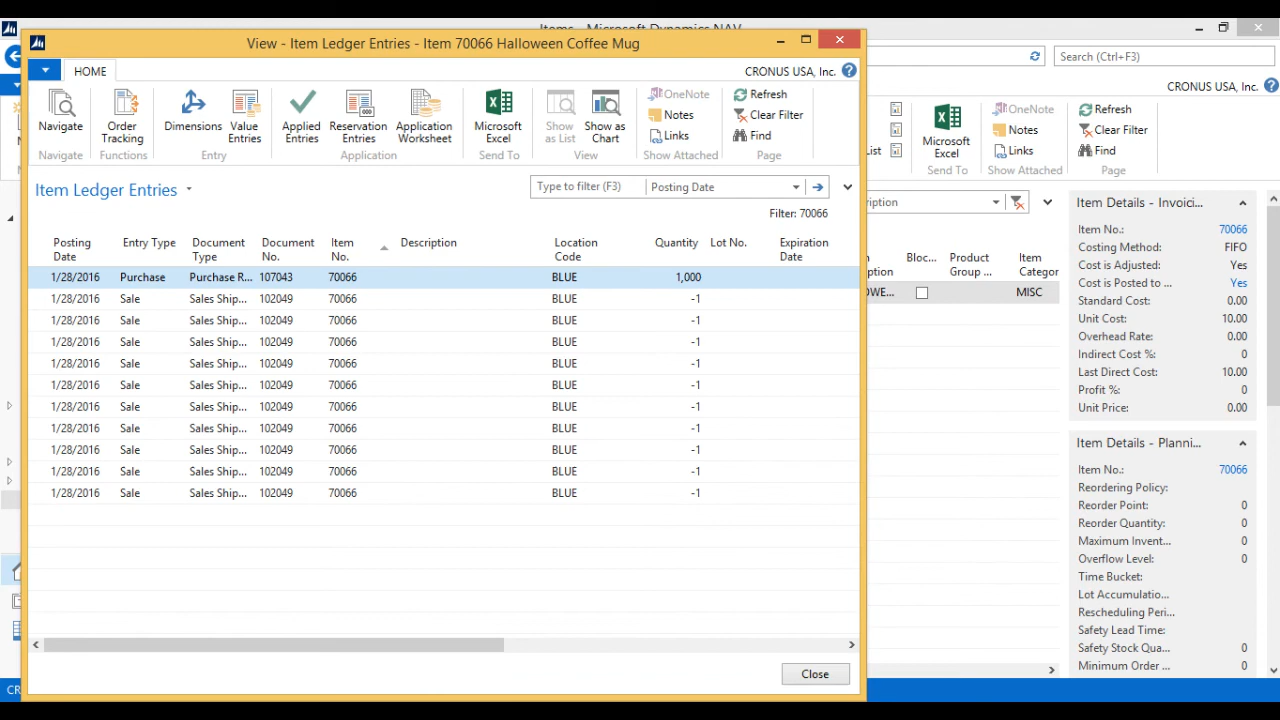 Items - Microsoft Dynamics NAV
View - Item Ledger Entries - Item 70066 Halloween Coffee Mug
Search (Ctrl+F3)
HOME
CRONUS USA, Inc.
CRONUS USA, Inc.
Navigate
Order Tracking
Dimensions
Value Entries
Applied Entries
Reservation Entries
Application Worksheet
Microsoft Excel
Show as List
Show as Chart
OneNote
Notes
Links
Refresh
Clear Filter
Find
Navigate
Functions
Entry
Application
Send To
View
Show Attached
Page
Microsoft Excel
OneNote
Notes
Links
Refresh
Clear Filter
Find
Send To
Show Attached
Page
Item Ledger Entries
Type to filter (F3)
Posting Date
Filter: 70066
Posting Date Entry Type Document Type Document No. Item No. Description Location Code Quantity Lot No. Expiration Date
1/28/2016 Purchase Purchase R... 107043 70066 BLUE 1,000
1/28/2016 Sale Sales Ship... 102049 70066 BLUE -1
1/28/2016 Sale Sales Ship... 102049 70066 BLUE -1
1/28/2016 Sale Sales Ship... 102049 70066 BLUE -1
1/28/2016 Sale Sales Ship... 102049 70066 BLUE -1
1/28/2016 Sale Sales Ship... 102049 70066 BLUE -1
1/28/2016 Sale Sales Ship... 102049 70066 BLUE -1
1/28/2016 Sale Sales Ship... 102049 70066 BLUE -1
1/28/2016 Sale Sales Ship... 102049 70066 BLUE -1
1/28/2016 Sale Sales Ship... 102049 70066 BLUE -1
1/28/2016 Sale Sales Ship... 102049 70066 BLUE -1
Close
Bloc... Product Group ... Item Categor
MISC
Item Details - Invoici...
Item No.: 70066
Costing Method: FIFO
Cost is Adjusted: Yes
Cost is Posted to ... Yes
Standard Cost: 0.00
Unit Cost: 10.00
Overhead Rate: 0.00
Indirect Cost %: 0
Last Direct Cost: 10.00
Profit %: 0
Unit Price: 0.00
Item Details - Planni...
Item No.: 70066
Reordering Policy:
Reorder Point: 0
Reorder Quantity: 0
Maximum Invent... 0
Overflow Level: 0
Time Bucket:
Lot Accumulatio...
Rescheduling Peri...
Safety Lead Time:
Safety Stock Qua... 0
Minimum Order ... 0